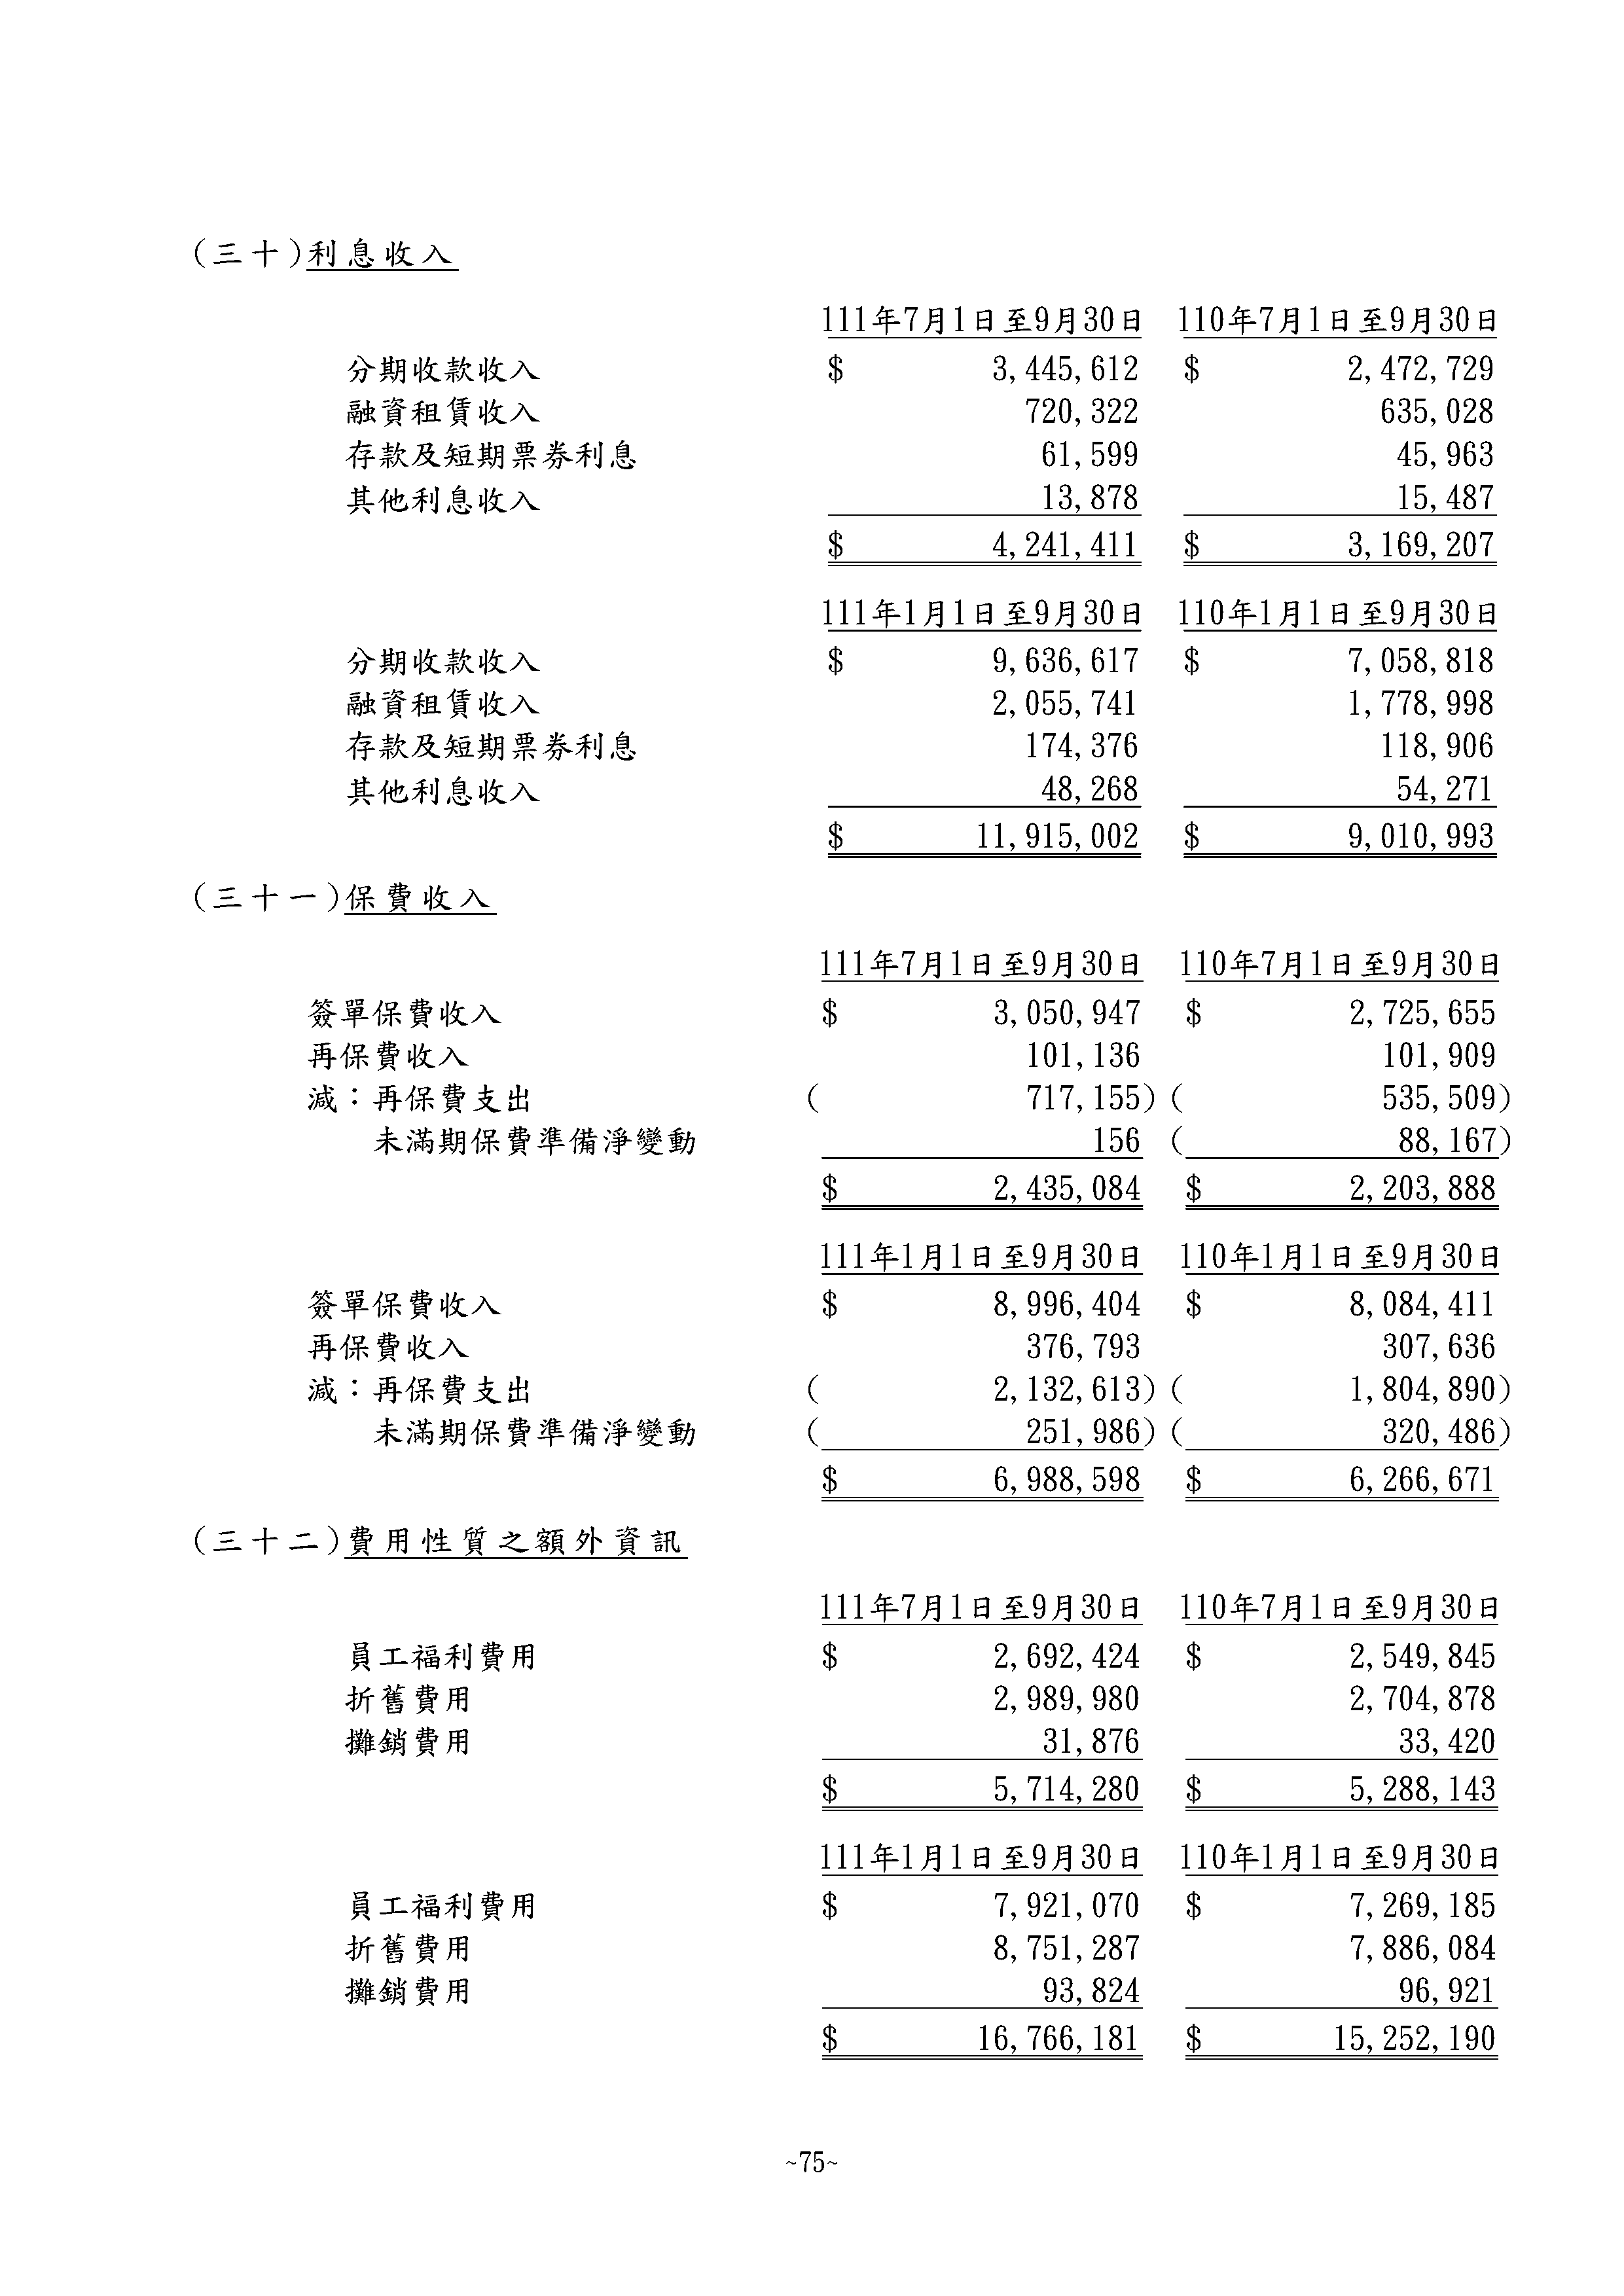 (三十)利息收入
111年7月1日至9月30日 110年7月1日至9月30日
分期收款收入 $ 3,445,612 $ 2,472,729
融資租賃收入 720,322 635,028
存款及短期票券利息 61,599 45,963
其他利息收入 13,878 15,487
$ 4,241,411 $ 3,169,207
111年1月1日至9月30日 110年1月1日至9月30日
分期收款收入 $ 9,636,617 $ 7,058,818
融資租賃收入 2,055,741 1,778,998
存款及短期票券利息 174,376 118,906
其他利息收入 48,268 54,271
$ 11,915,002 $ 9,010,993
(三十一)保費收入
111年7月1日至9月30日 110年7月1日至9月30日
簽單保費收入 $ 3,050,947 $ 2,725,655
再保費收入 101,136 101,909
減：再保費支出 ( 717,155) ( 535,509)
未滿期保費準備淨變動 156 ( 88,167)
$ 2,435,084 $ 2,203,888
111年1月1日至9月30日 110年1月1日至9月30日
簽單保費收入 $ 8,996,404 $ 8,084,411
再保費收入 376,793 307,636
減：再保費支出 ( 2,132,613) ( 1,804,890)
未滿期保費準備淨變動 ( 251,986) ( 320,486)
$ 6,988,598 $ 6,266,671
(三十二)費用性質之額外資訊
111年7月1日至9月30日 110年7月1日至9月30日
員工福利費用 $ 2,692,424 $ 2,549,845
折舊費用 2,989,980 2,704,878
攤銷費用 31,876 33,420
$ 5,714,280 $ 5,288,143
111年1月1日至9月30日 110年1月1日至9月30日
員工福利費用 $ 7,921,070 $ 7,269,185
折舊費用 8,751,287 7,886,084
攤銷費用 93,824 96,921
$ 16,766,181 $ 15,252,190
~75~